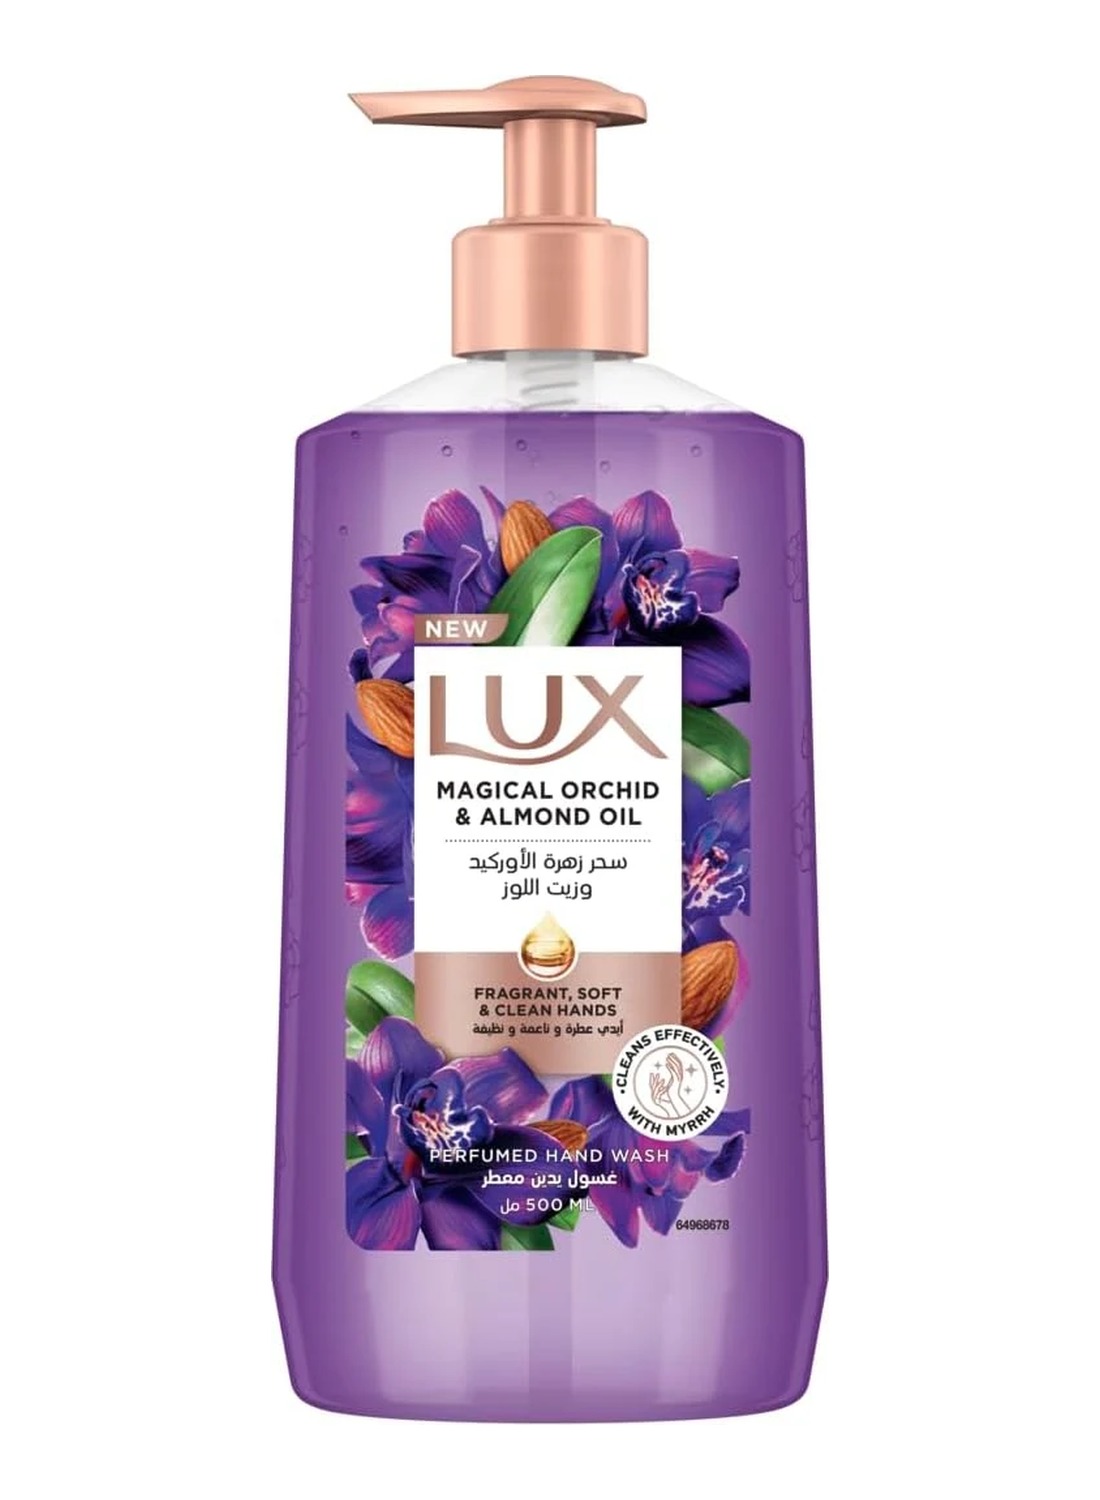 NEW
LUX
MAGICAL ORCHID
& ALMOND OIL
سحر زهرة الأوركيد
وزيت اللوز
FRAGRANT, SOFT
& CLEAN HANDS
أيدي عطرة و ناعمة و نظيفة
CLEANS EFFECTIVELY
WITH MYRRH
PERFUMED HAND WASH
غسول يدين معطر
500 ML مل
64968678